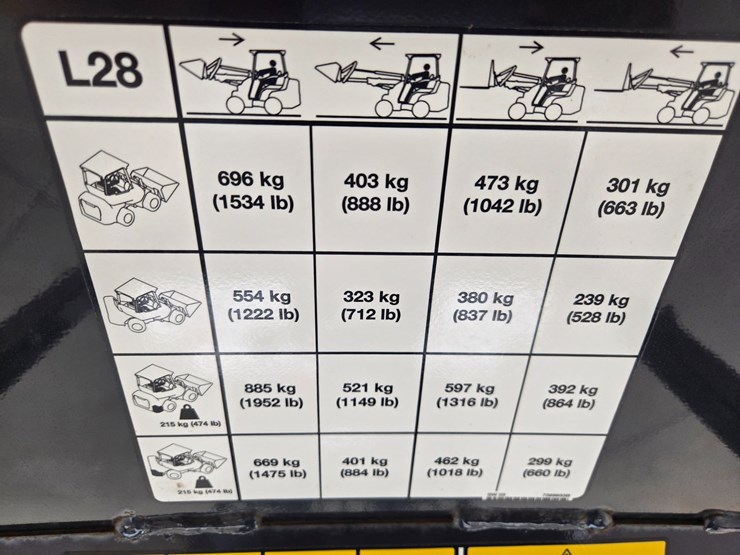 L28
696 kg
(1534 lb)
403 kg
(888 lb)
473 kg
(1042 lb)
301 kg
(663 lb)
554 kg
(1222 lb)
323 kg
(712 lb)
380 kg
(837 lb)
239 kg
(528 lb)
215 kg (474 lb)
885 kg
(1952 lb)
521 kg
(1149 lb)
597 kg
(1316 lb)
392 kg
(864 lb)
215 kg (474 lb)
669 kg
(1475 lb)
401 kg
(884 lb)
462 kg
(1018 lb)
299 kg
(660 lb)